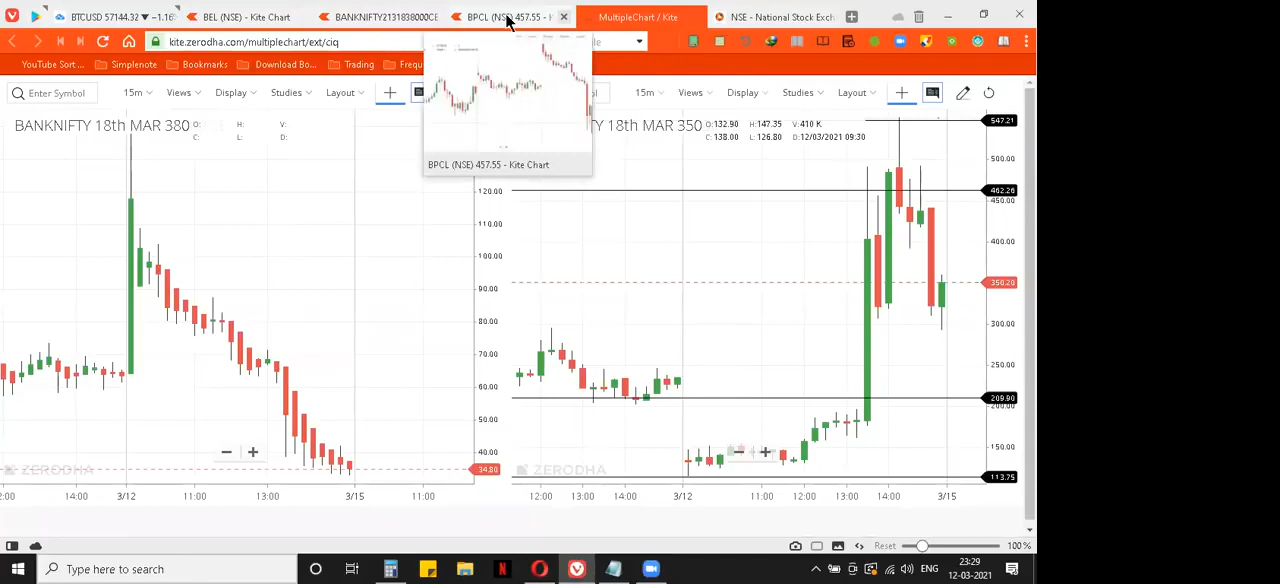 BTCUSD 57144.32 ▼ −1.16
BEL (NSE) - Kite Chart
BANKNIFTY2131838000CE
BPCL (NSE) 457.55 - K
MultipleChart / Kite
NSE - National Stock Exch
kite.zerodha.com/multiplechart/ext/ciq
YouTube Sort ...
Simplenote
Bookmarks
Download Bo...
Trading
Frequ
Enter Symbol
15m
Views
Display
Studies
Layout
15m
Views
Display
Studies
Layout
BANKNIFTY 18th MAR 380
O: H: V:
C: L: D:
TY 18th MAR 350
O:132.90 H:147.35 V:410 K
C: 138.00 L: 126.80 D:12/03/2021 09:30
BPCL (NSE) 457.55 - Kite Chart
120.00
110.00
100.00
90.00
80.00
70.00
60.00
50.00
40.00
34.80
547.21
500.00
462.26
450.00
400.00
350.20
300.00
250.00
209.90
200.00
150.00
113.75
ZERODHA
ZERODHA
2:00 14:00 3/12 11:00 13:00 3/15 11:00
12:00 13:00 14:00 3/12 11:00 12:00 13:00 14:00 3/15
Reset
100 %
Type here to search
ENG
23:29
12-03-2021